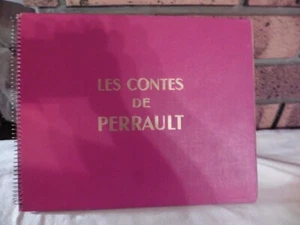 LES CONTES
DE
PERRAULT